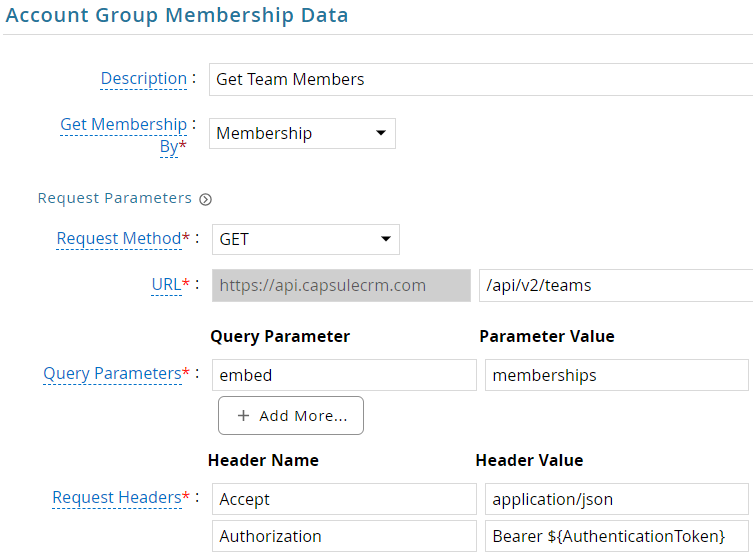 Account Group Membership Data
Description :
Get Team Members
Get Membership :
By*
Membership
Request Parameters
Request Method* :
GET
URL* :
https://api.capsulecrm.com
/api/v2/teams
Query Parameter
Parameter Value
Query Parameters* :
embed
memberships
+ Add More...
Header Name
Header Value
Request Headers* :
Accept
application/json
Authorization
Bearer ${AuthenticationToken}